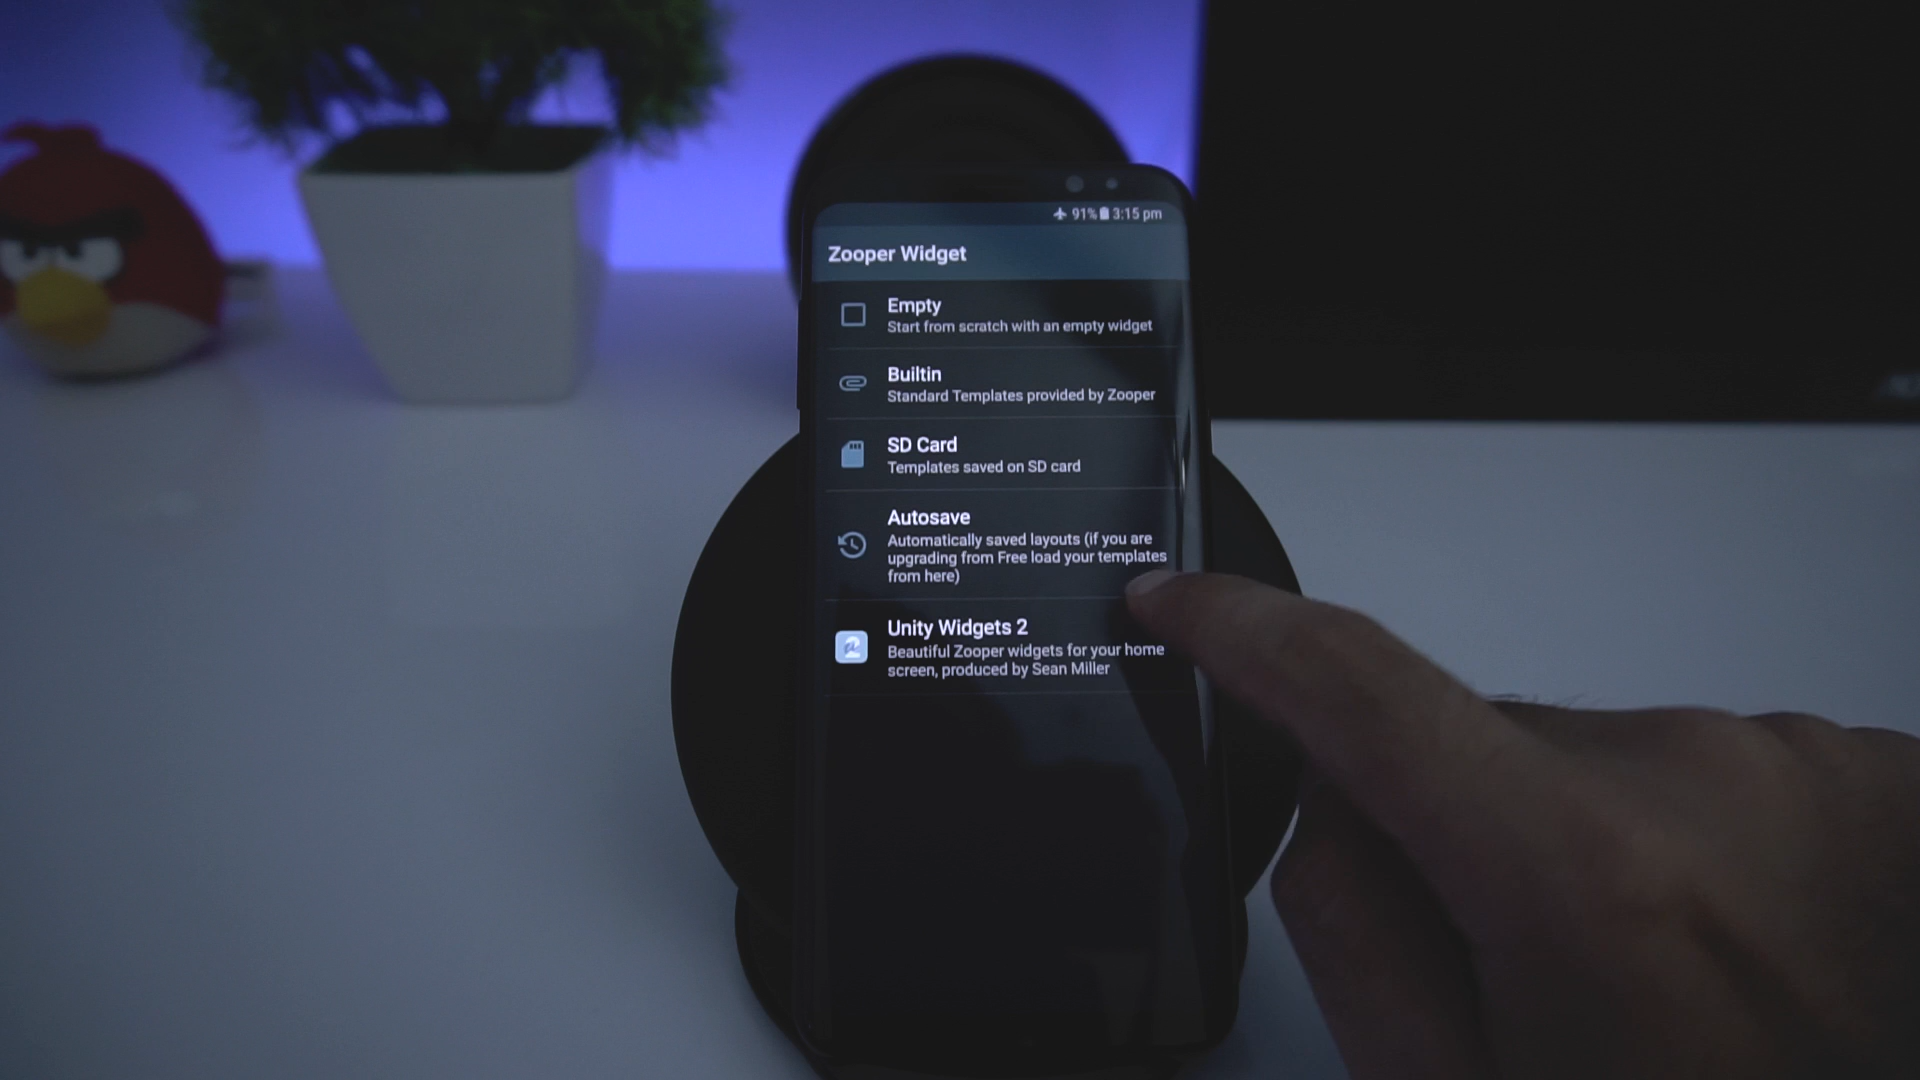 91% 3:15 pm
Zooper Widget
Empty
Start from scratch with an empty widget
Builtin
Standard Templates provided by Zooper
SD Card
Templates saved on SD card
Autosave
Automatically saved layouts (if you are
upgrading from Free load your templates
from here)
Unity Widgets 2
Beautiful Zooper widgets for your home
screen, produced by Sean Miller